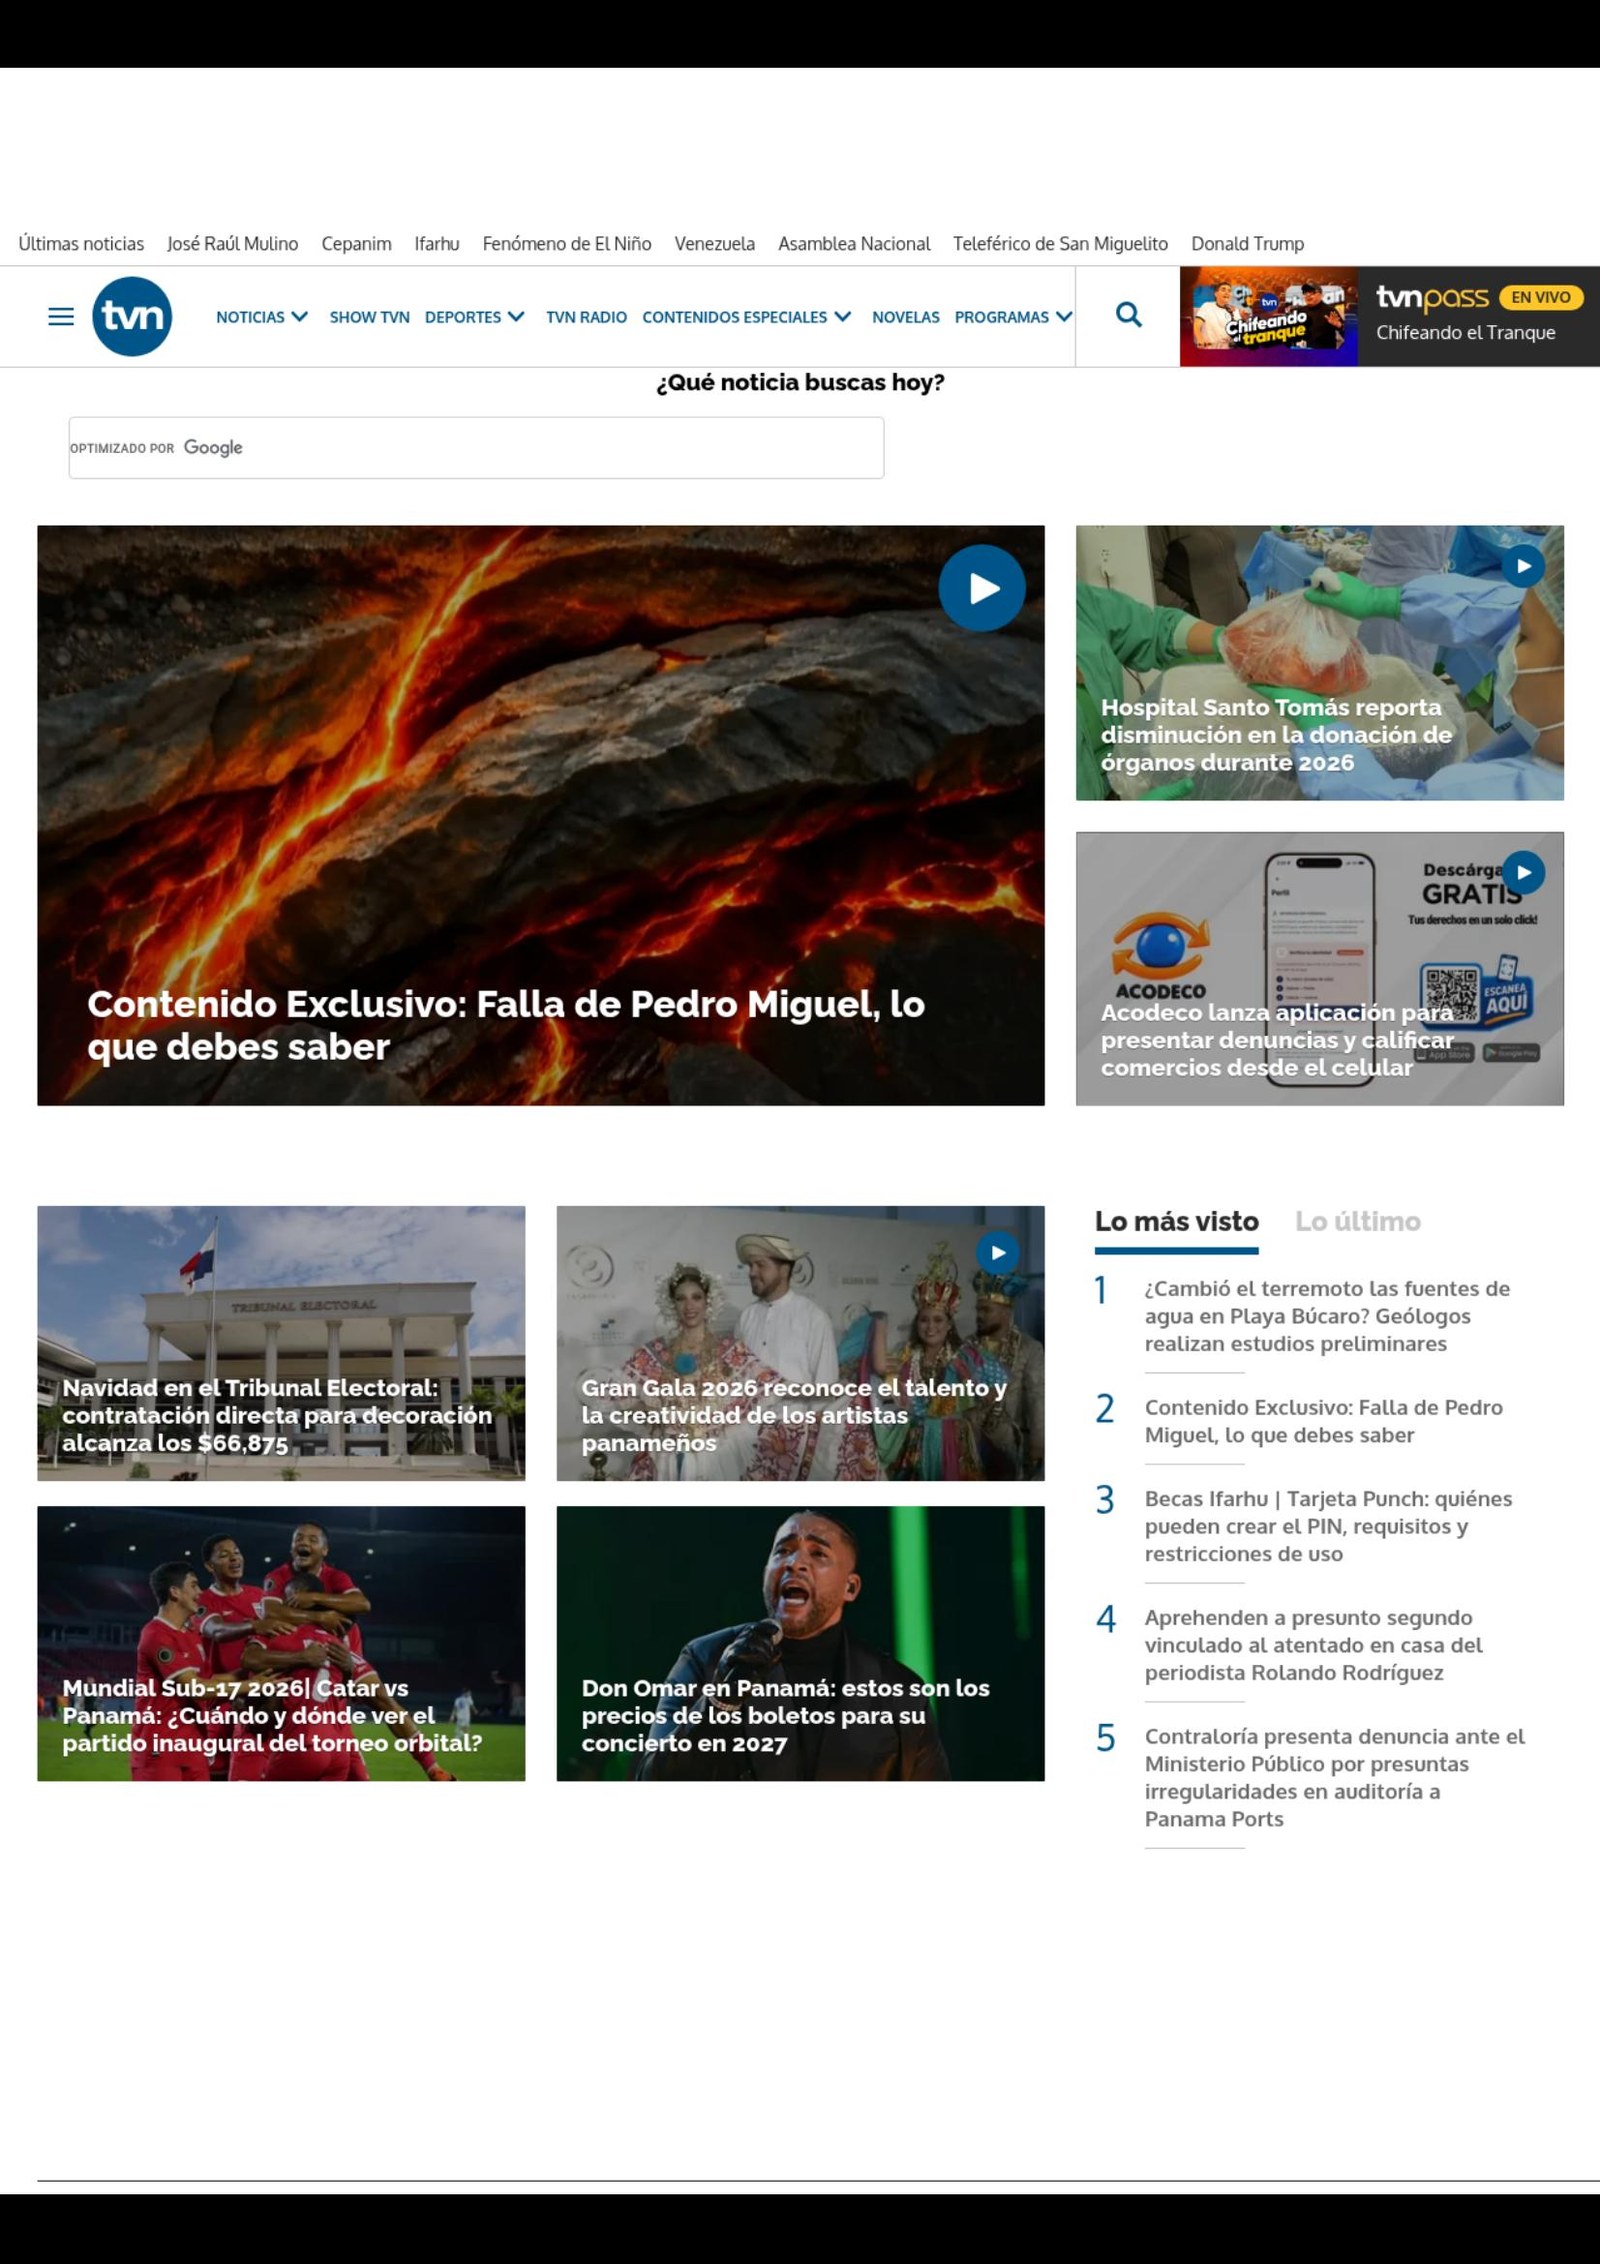 Últimas noticias José Raúl Mulino Cepanim Ifarhu Fenómeno de El Niño Venezuela Asamblea Nacional Teleférico de San Miguelito Donald Trump
tvn
NOTICIAS SHOW TVN DEPORTES TVN RADIO CONTENIDOS ESPECIALES NOVELAS PROGRAMAS
Chifeando
el tranque
tvnpass EN VIVO
Chifeando el Tranque
¿Qué noticia buscas hoy?
OPTIMIZADO POR Google
Contenido Exclusivo: Falla de Pedro Miguel, lo
que debes saber
Hospital Santo Tomás reporta
disminución en la donación de
órganos durante 2026
Perfil
Descárga
GRATIS
Tus derechos en un solo click!
ESCANEA
AQUÍ
ACODECO
App Store
Google Play
Acodeco lanza aplicación para
presentar denuncias y calificar
comercios desde el celular
TRIBUNAL ELECTORAL
Navidad en el Tribunal Electoral:
contratación directa para decoración
alcanza los $66,875
Gran Gala 2026 reconoce el talento y
la creatividad de los artistas
panameños
Mundial Sub-17 2026| Catar vs
Panamá: ¿Cuándo y dónde ver el
partido inaugural del torneo orbital?
Don Omar en Panamá: estos son los
precios de los boletos para su
concierto en 2027
Lo más visto Lo último
1 ¿Cambió el terremoto las fuentes de
agua en Playa Búcaro? Geólogos
realizan estudios preliminares
2 Contenido Exclusivo: Falla de Pedro
Miguel, lo que debes saber
3 Becas Ifarhu | Tarjeta Punch: quiénes
pueden crear el PIN, requisitos y
restricciones de uso
4 Aprehenden a presunto segundo
vinculado al atentado en casa del
periodista Rolando Rodríguez
5 Contraloría presenta denuncia ante el
Ministerio Público por presuntas
irregularidades en auditoría a
Panama Ports